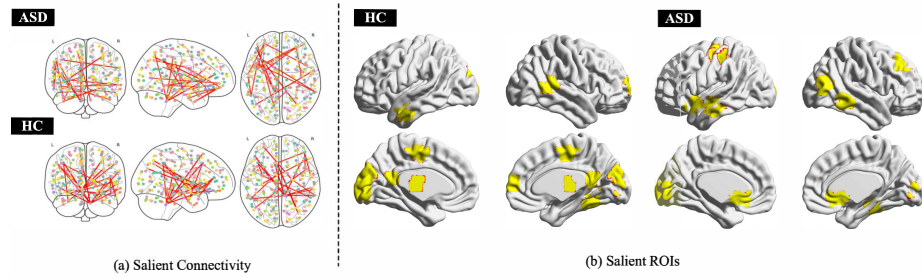 ASD
L R L R
HC
L R L R
(a) Salient Connectivity
HC
ASD
(b) Salient ROIs